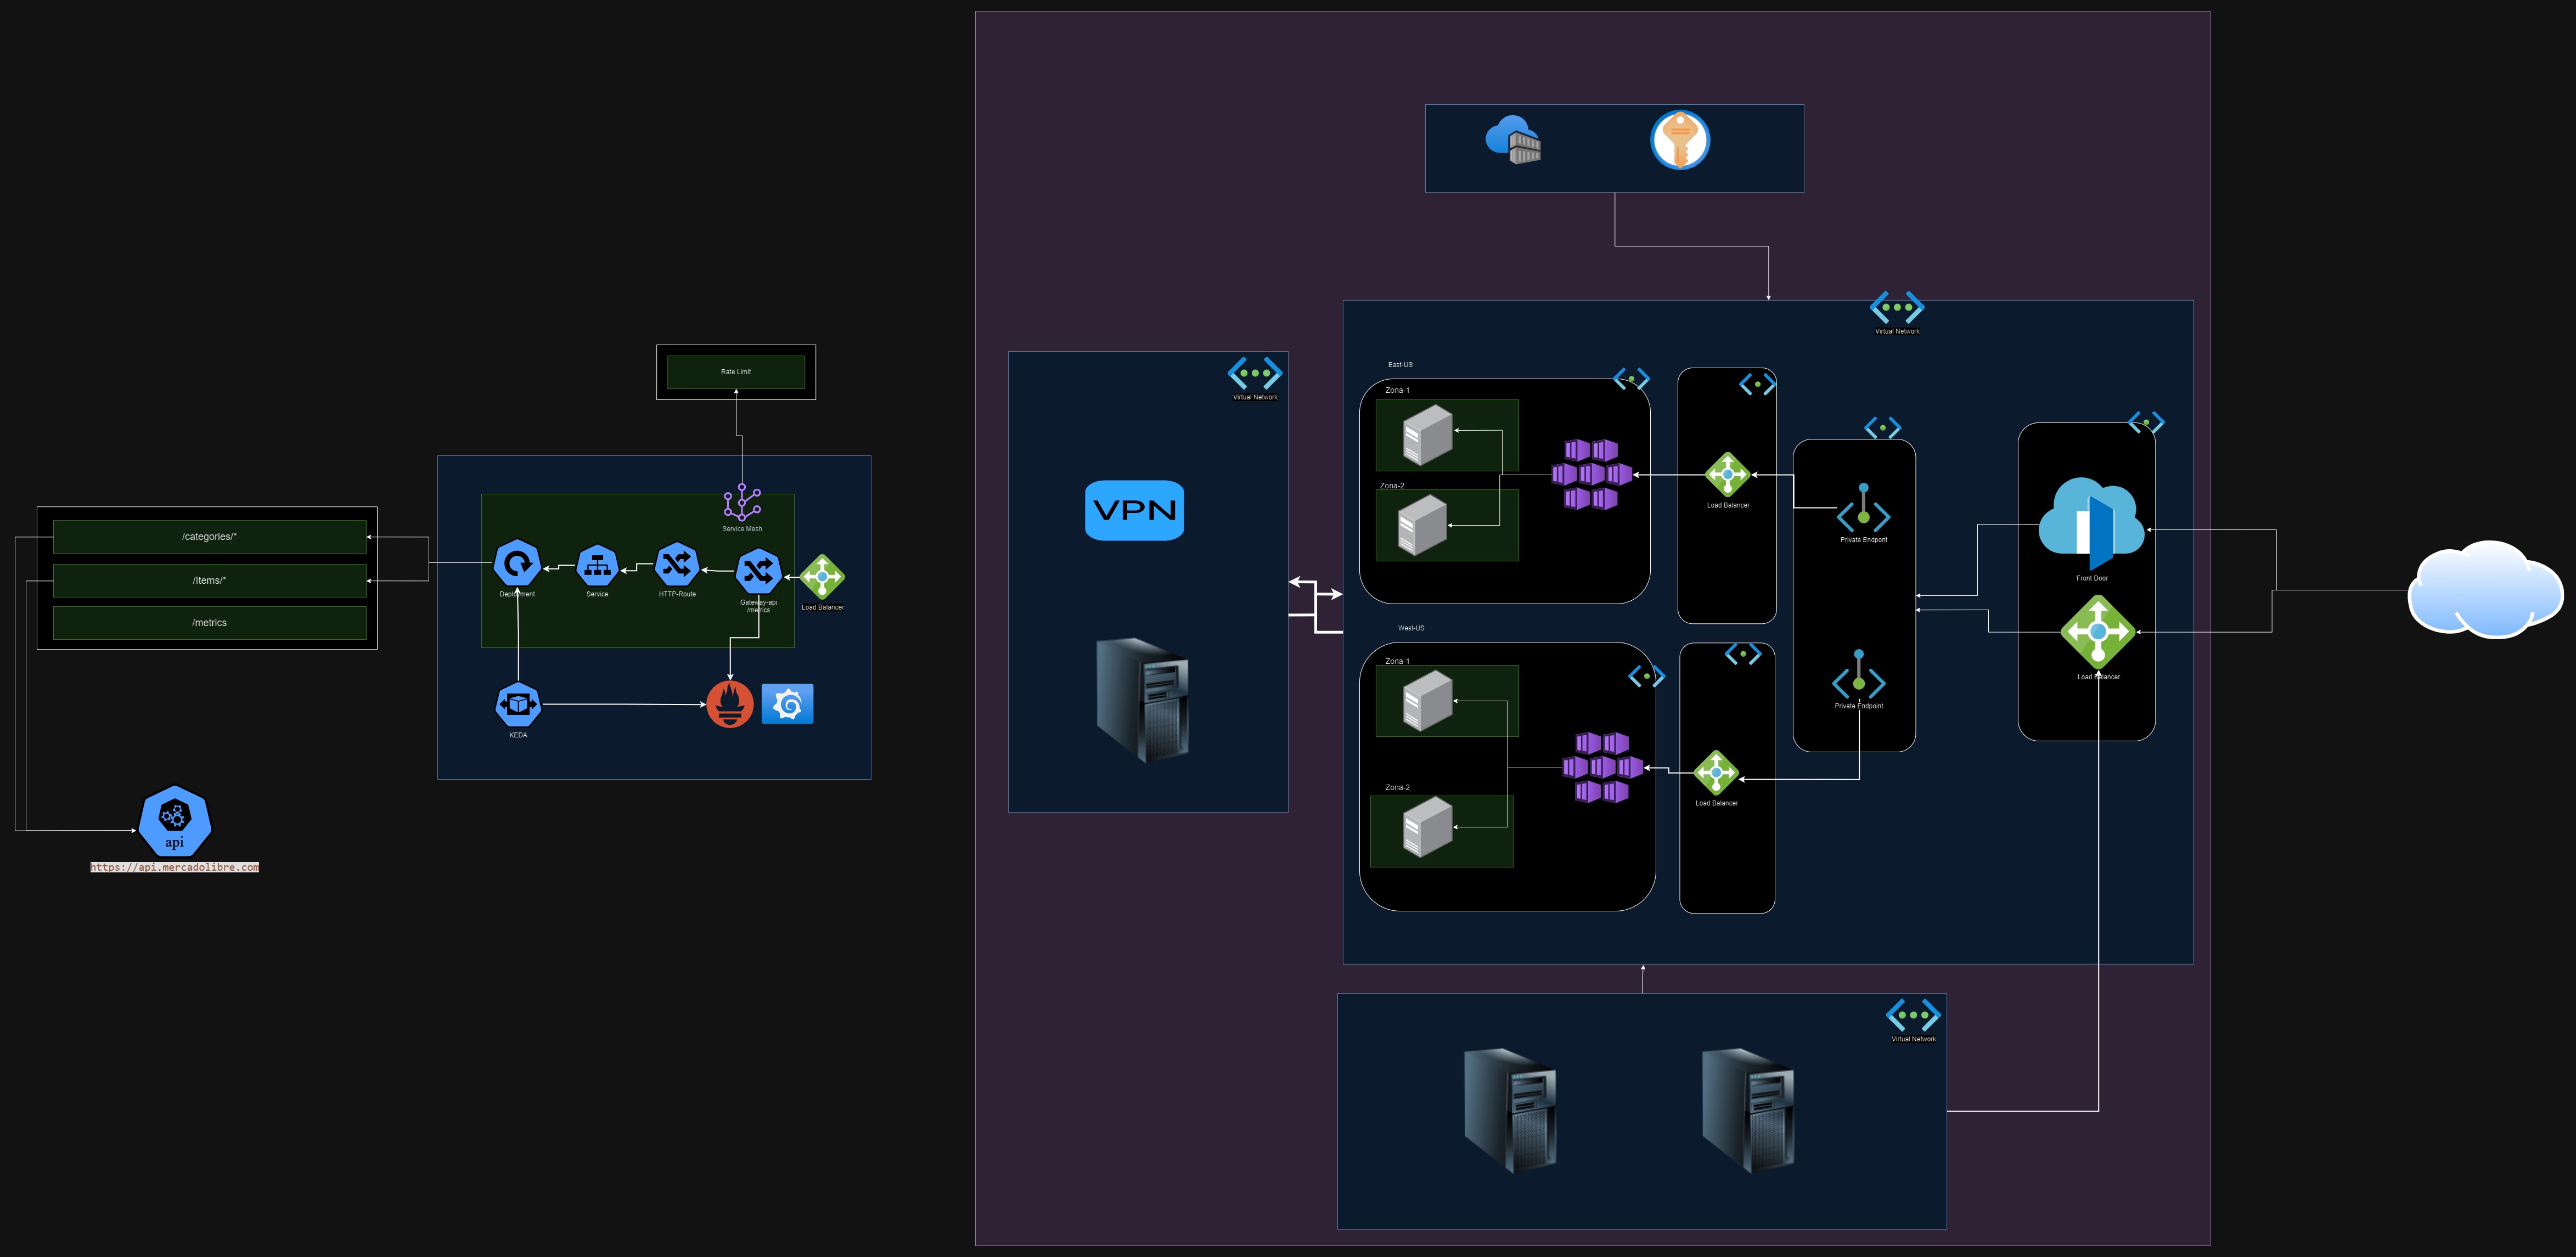 Rate Limit
/categories/*
/Items/*
/metrics
Service Mesh
Deployment
Service
HTTP-Route
Gateway-api
/metrics
Load Balancer
KEDA
api
https://api.mercadolibre.com
Virtual Network
VPN
Virtual Network
East-US
Zona-1
Zona-2
Load Balancer
Private Endpont
Front Door
Load Balancer
West-US
Zona-1
Zona-2
Load Balancer
Private Endpoint
Virtual Network